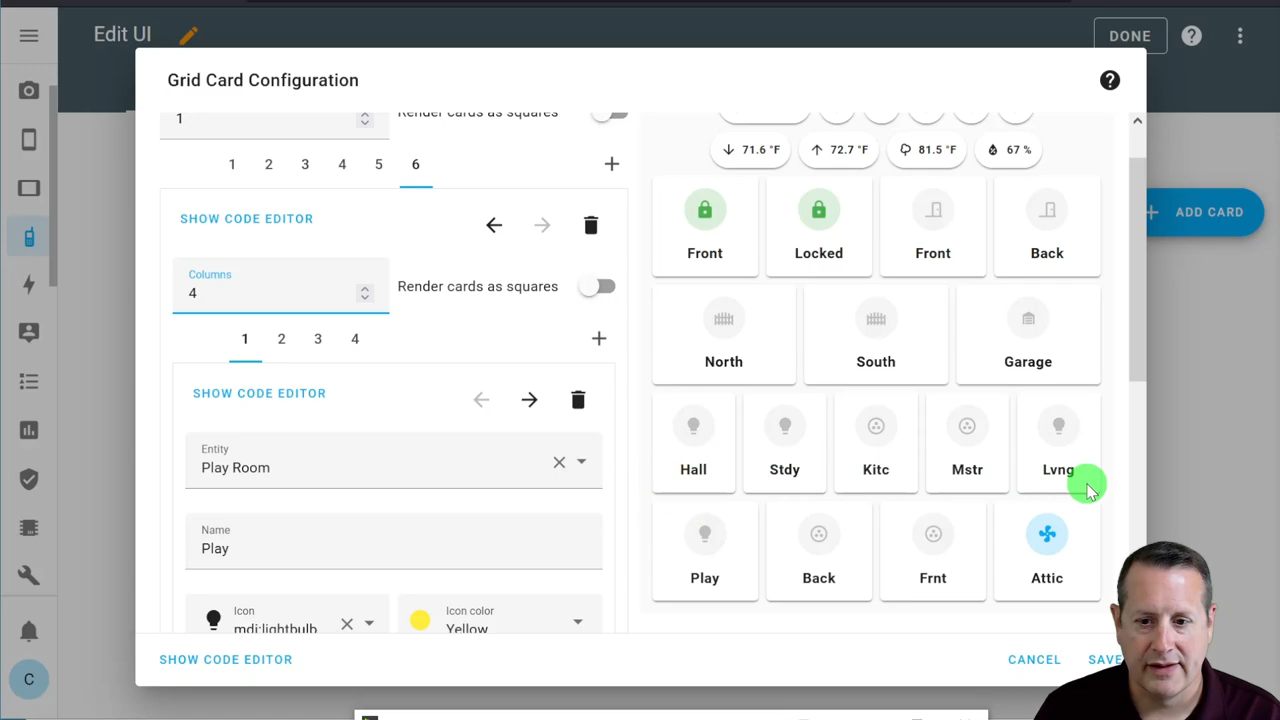 Edit UI
DONE
Grid Card Configuration
1
Render cards as squares
1 2 3 4 5 6
SHOW CODE EDITOR
Columns
4
Render cards as squares
1 2 3 4
SHOW CODE EDITOR
Entity
Play Room
Name
Play
Icon
mdi:lightbulb
Icon color
Yellow
SHOW CODE EDITOR
71.6 °F
72.7 °F
81.5 °F
67 %
Front
Locked
Front
Back
North
South
Garage
Hall
Stdy
Kitc
Mstr
Lvng
Play
Back
Frnt
Attic
CANCEL
SAVE
ADD CARD
C